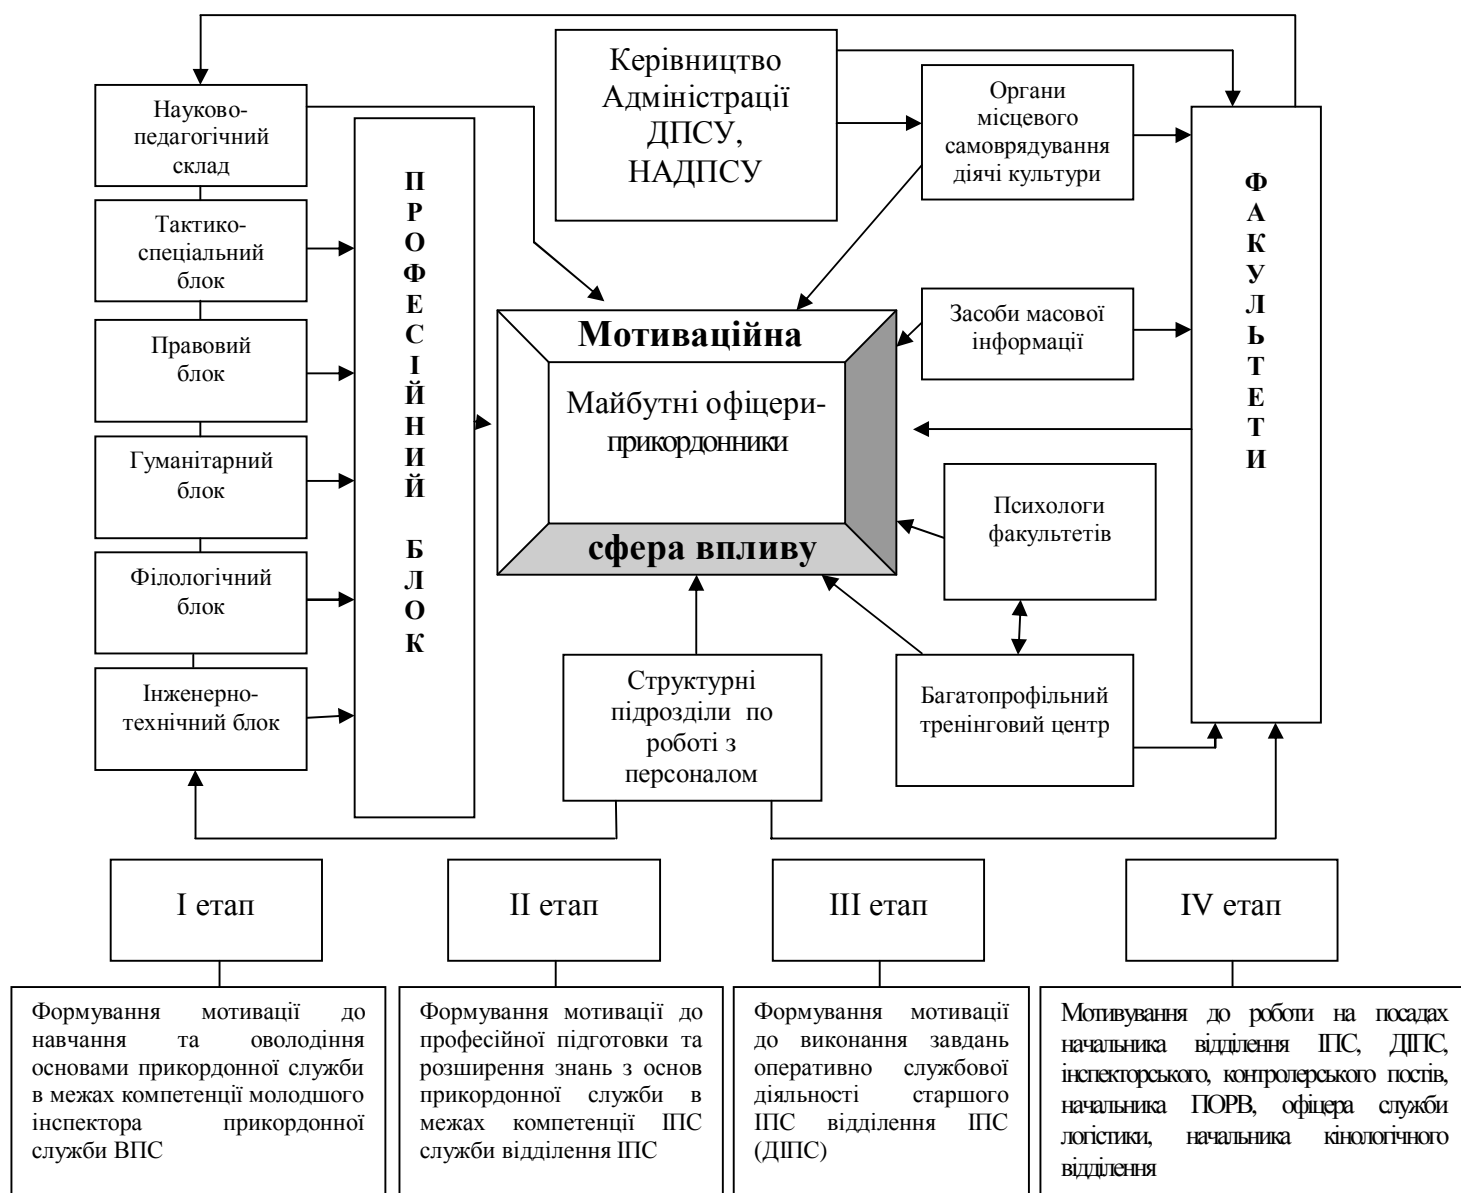 Керівництво
Адміністрації
ДПСУ,
НАДПСУ
Органи
місцевого
самоврядування
діячі культури
Науково-
педагогічний
склад
Тактико-
спеціальний
блок
Правовий
блок
Гуманітарний
блок
Філологічний
блок
Інженерно-
технічний блок
ПРОФЕСІЙНИЙ БЛОК
Мотиваційна
Майбутні офіцери-
прикордонники
сфера впливу
Засоби масової
інформації
Психологи
факультетів
Багатопрофільний
тренінговий центр
Структурні
підрозділи по
роботі з
персоналом
ФАКУЛЬТЕТИ
І етап
ІІ етап
ІІІ етап
IV етап
Формування мотивації до
навчання та оволодіння
основами прикордонної служби
в межах компетенції молодшого
інспектора прикордонної
служби ВПС
Формування мотивації до
професійної підготовки та
розширення знань з основ
прикордонної служби в
межах компетенції ІПС
служби відділення ІПС
Формування мотивації
до виконання завдань
оперативно службової
діяльності старшого
ІПС відділення ІПС
(ДІПС)
Мотивування до роботи на посадах
начальника відділення ІПС, ДІПС,
інспекторського, контролерського постів,
начальника ПОРВ, офіцера служби
логістики, начальника кінологічного
відділення